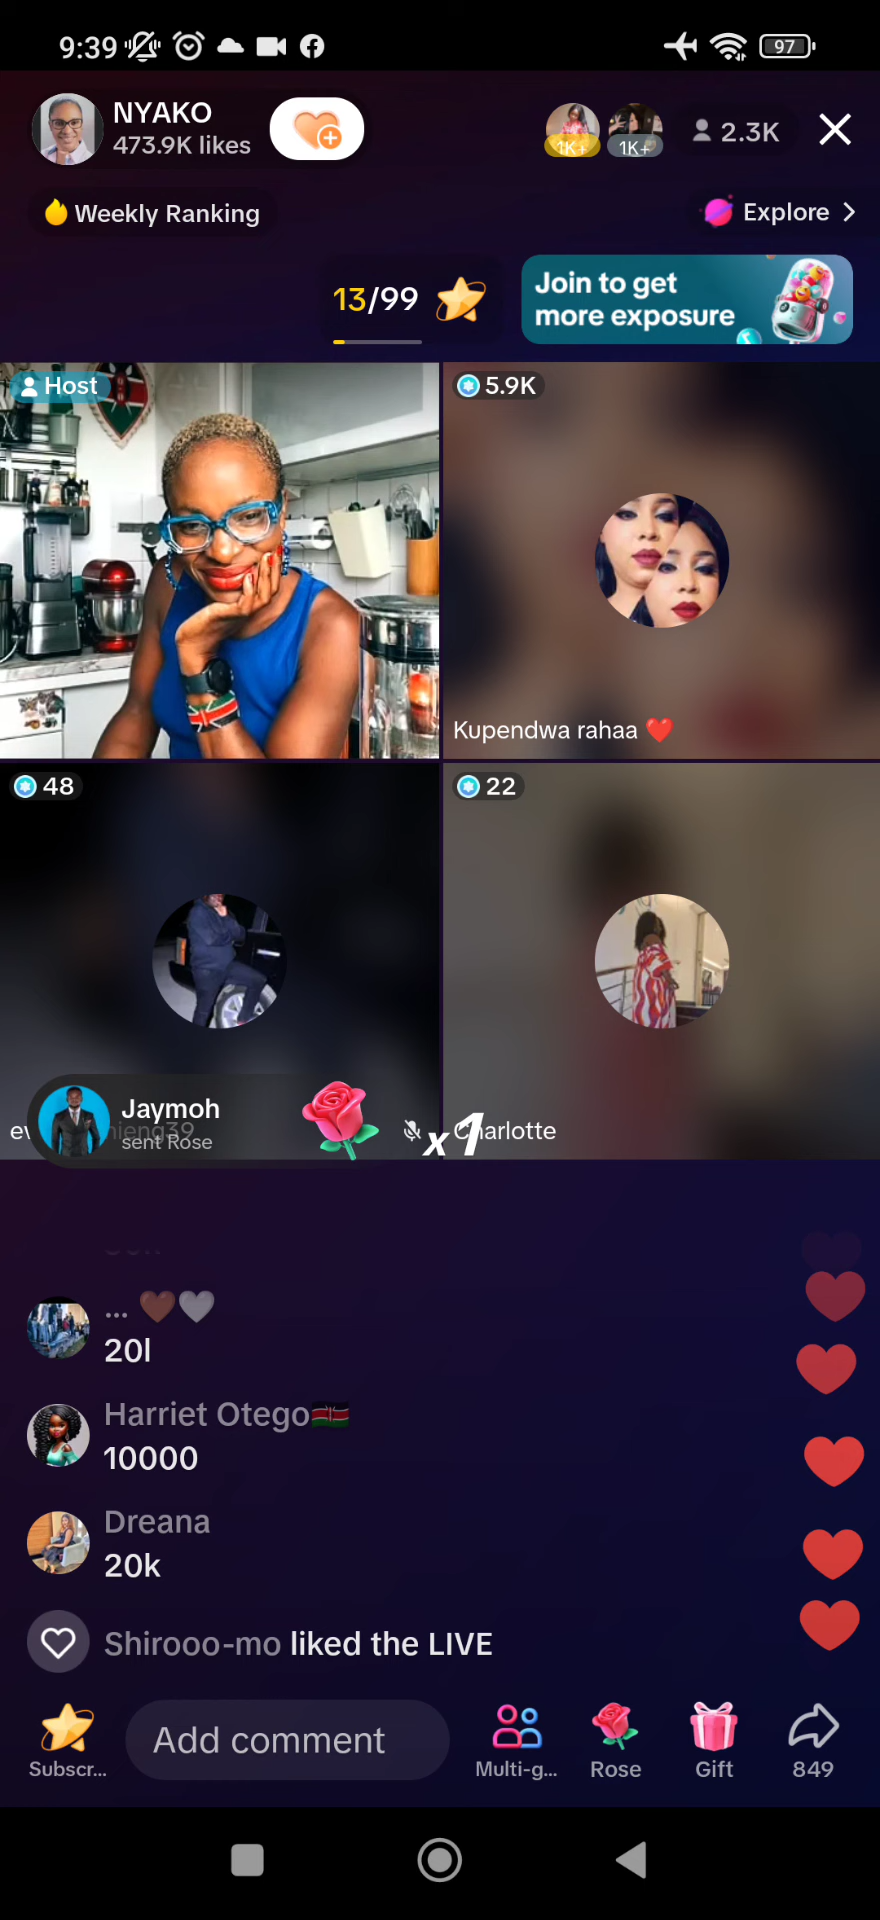 9:39
97
NYAKO
473.9K likes
1K+
1K+
2.3K
Weekly Ranking
Explore
13/99
Join to get
more exposure
Host
5.9K
Kupendwa rahaa ❤️
48
22
Jaymoh
sent Rose
x1
Charlotte
... 🤎🤍
20l
Harriet Otego🇰🇪
10000
Dreana
20k
Shirooo-mo liked the LIVE
Subscr...
Add comment
Multi-g...
Rose
Gift
849